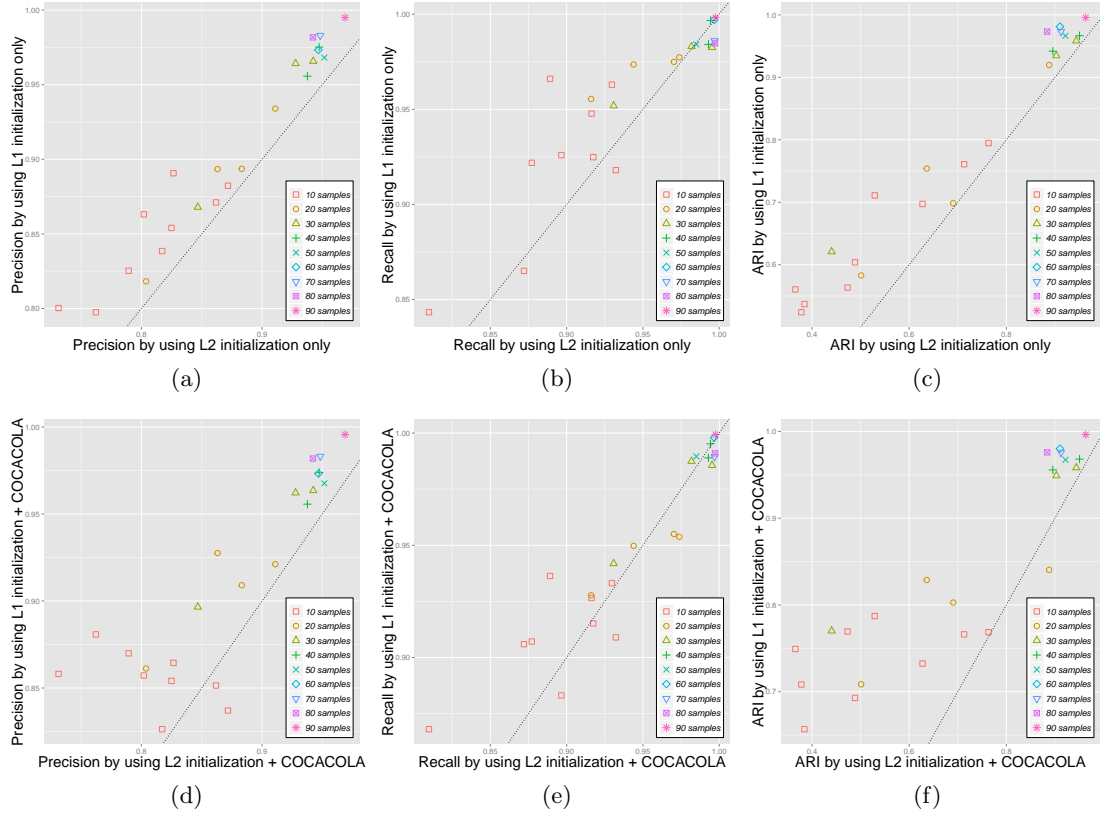 Precision by using L1 initialization only
1.00
0.95
0.90
0.85
0.80
0.8
0.9
Precision by using L2 initialization only
10 samples
20 samples
30 samples
40 samples
50 samples
60 samples
70 samples
80 samples
90 samples
(a)
Recall by using L1 initialization only
1.00
0.95
0.90
0.85
0.85
0.90
0.95
1.00
Recall by using L2 initialization only
10 samples
20 samples
30 samples
40 samples
50 samples
60 samples
70 samples
80 samples
90 samples
(b)
ARI by using L1 initialization only
1.0
0.9
0.8
0.7
0.6
0.4
0.6
0.8
ARI by using L2 initialization only
10 samples
20 samples
30 samples
40 samples
50 samples
60 samples
70 samples
80 samples
90 samples
(c)
Precision by using L1 initialization + COCACOLA
1.00
0.95
0.90
0.85
0.8
0.9
Precision by using L2 initialization + COCACOLA
10 samples
20 samples
30 samples
40 samples
50 samples
60 samples
70 samples
80 samples
90 samples
(d)
Recall by using L1 initialization + COCACOLA
1.00
0.95
0.90
0.85
0.90
0.95
1.00
Recall by using L2 initialization + COCACOLA
10 samples
20 samples
30 samples
40 samples
50 samples
60 samples
70 samples
80 samples
90 samples
(e)
ARI by using L1 initialization + COCACOLA
1.0
0.9
0.8
0.7
0.4
0.6
0.8
ARI by using L2 initialization + COCACOLA
10 samples
20 samples
30 samples
40 samples
50 samples
60 samples
70 samples
80 samples
90 samples
(f)